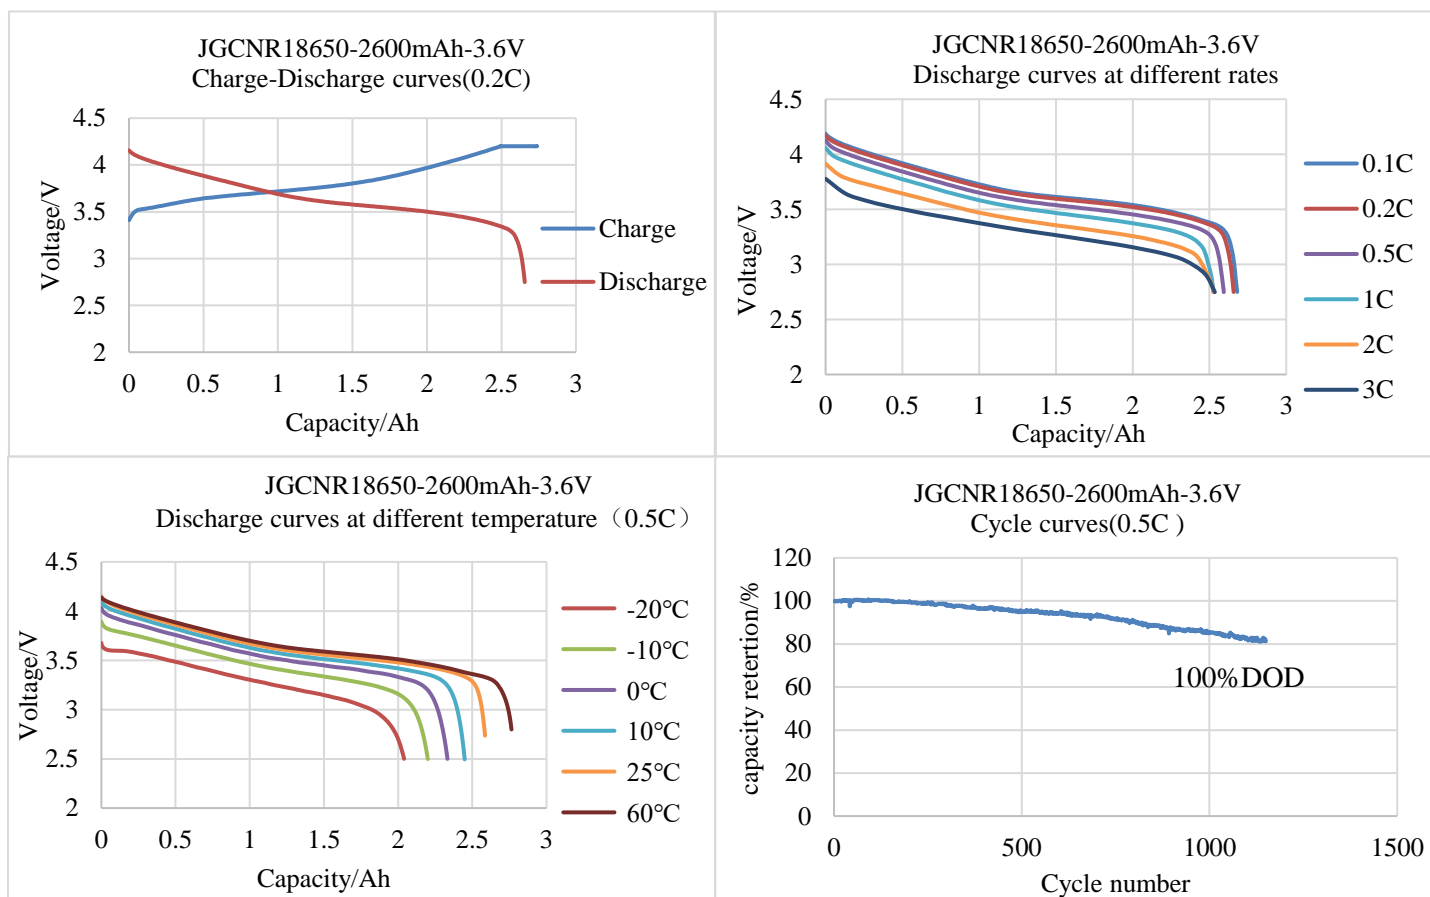 JGCNR18650-2600mAh-3.6V
Charge-Discharge curves(0.2C)
4.5
4
3.5
3
2.5
2
Voltage/V
0
0.5
1
1.5
2
2.5
3
Capacity/Ah
Charge
Discharge
JGCNR18650-2600mAh-3.6V
Discharge curves at different rates
4.5
4
3.5
3
2.5
2
Voltage/V
0
0.5
1
1.5
2
2.5
3
Capacity/Ah
0.1C
0.2C
0.5C
1C
2C
3C
JGCNR18650-2600mAh-3.6V
Discharge curves at different temperature（0.5C）
4.5
4
3.5
3
2.5
2
Voltage/V
0
0.5
1
1.5
2
2.5
3
Capacity/Ah
-20°C
-10°C
0°C
10°C
25°C
60°C
JGCNR18650-2600mAh-3.6V
Cycle curves(0.5C )
120
100
80
60
40
20
0
capacity retertion/%
100%DOD
0
500
1000
1500
Cycle number